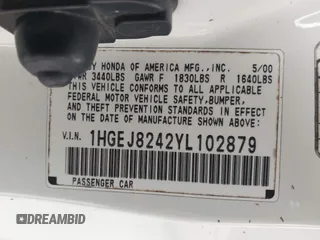 BY HONDA OF AMERICA MFG., INC. 5/00
WR 3440LBS GAWR F 1830LBS R 1640LBS
THIS VEHICLE CONFORMS TO ALL APPLICABLE
FEDERAL MOTOR VEHICLE SAFETY, BUMPER,
AND THEFT PREVENTION STANDARDS IN EFFECT
ON THE DATE OF MANUFACTURE SHOWN ABOVE.
V.I.N. 1HGEJ8242YL102879
PASSENGER CAR
DREAMBID